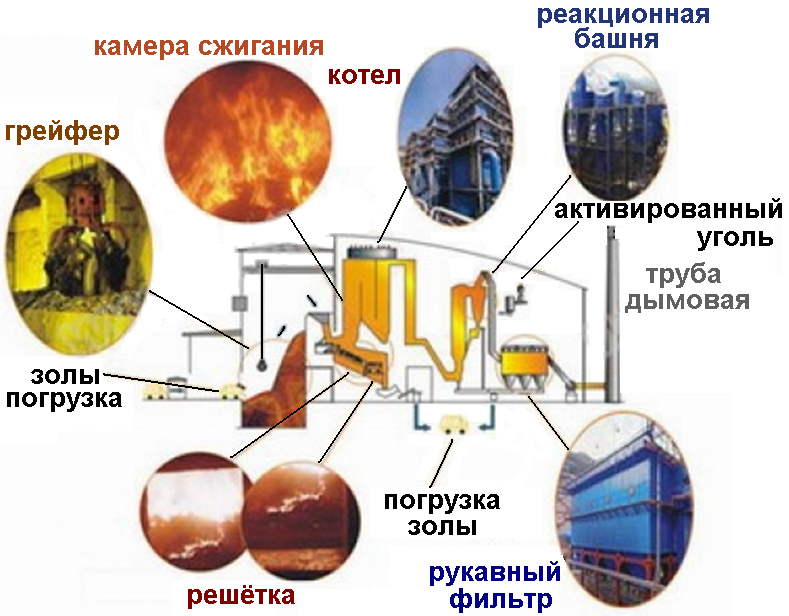 реакционная
башня
камера сжигания
котел
грейфер
активированный
уголь
труба
дымовая
золы
погрузка
погрузка
золы
решётка
рукавный
фильтр